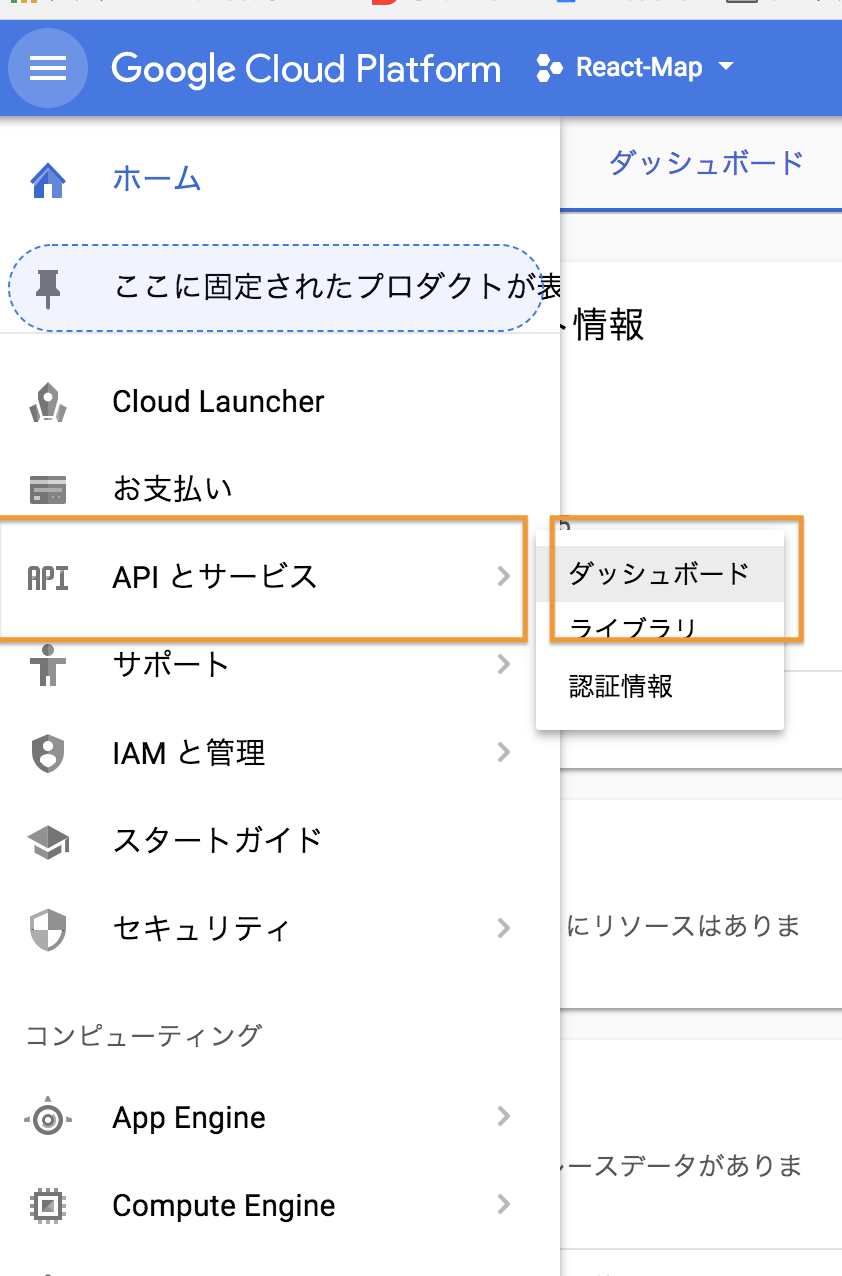 Google Cloud Platform React-Map
ホーム
ダッシュボード
ここに固定されたプロダクトが表
情報
Cloud Launcher
お支払い
API API とサービス
ダッシュボード
ライブラリ
認証情報
サポート
IAM と管理
スタートガイド
セキュリティ
にリソースはありま
コンピューティング
App Engine
ースデータがありま
Compute Engine